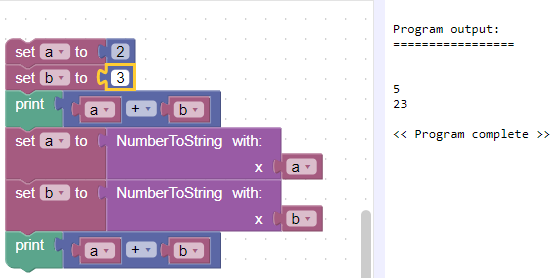 set a to 2
set b to 3
print a + b
set a to NumberToString with:
x a
set b to NumberToString with:
x b
print a + b
Program output:
=================
5
23
<< Program complete >>